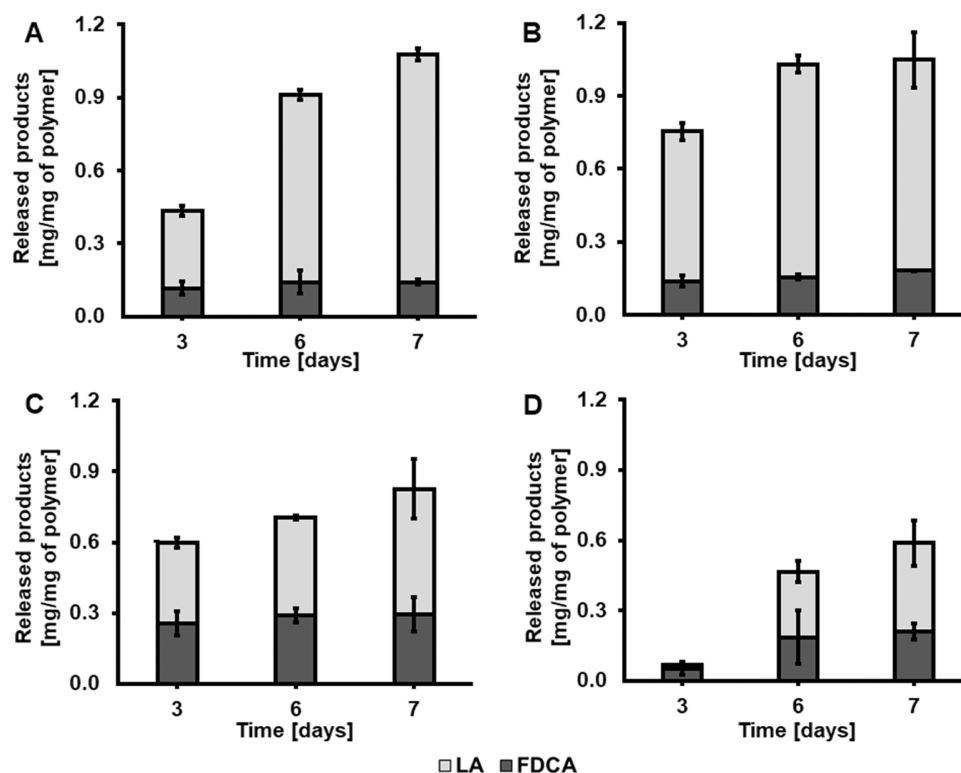 A
Released products
[mg/mg of polymer]
1.2
0.9
0.6
0.3
0.0
3 6 7
Time [days]
B
Released products
[mg/mg of polymer]
1.2
0.9
0.6
0.3
0.0
3 6 7
Time [days]
C
Released products
[mg/mg of polymer]
1.2
0.9
0.6
0.3
0.0
3 6 7
Time [days]
D
Released products
[mg/mg of polymer]
1.2
0.9
0.6
0.3
0.0
3 6 7
Time [days]
LA FDCA